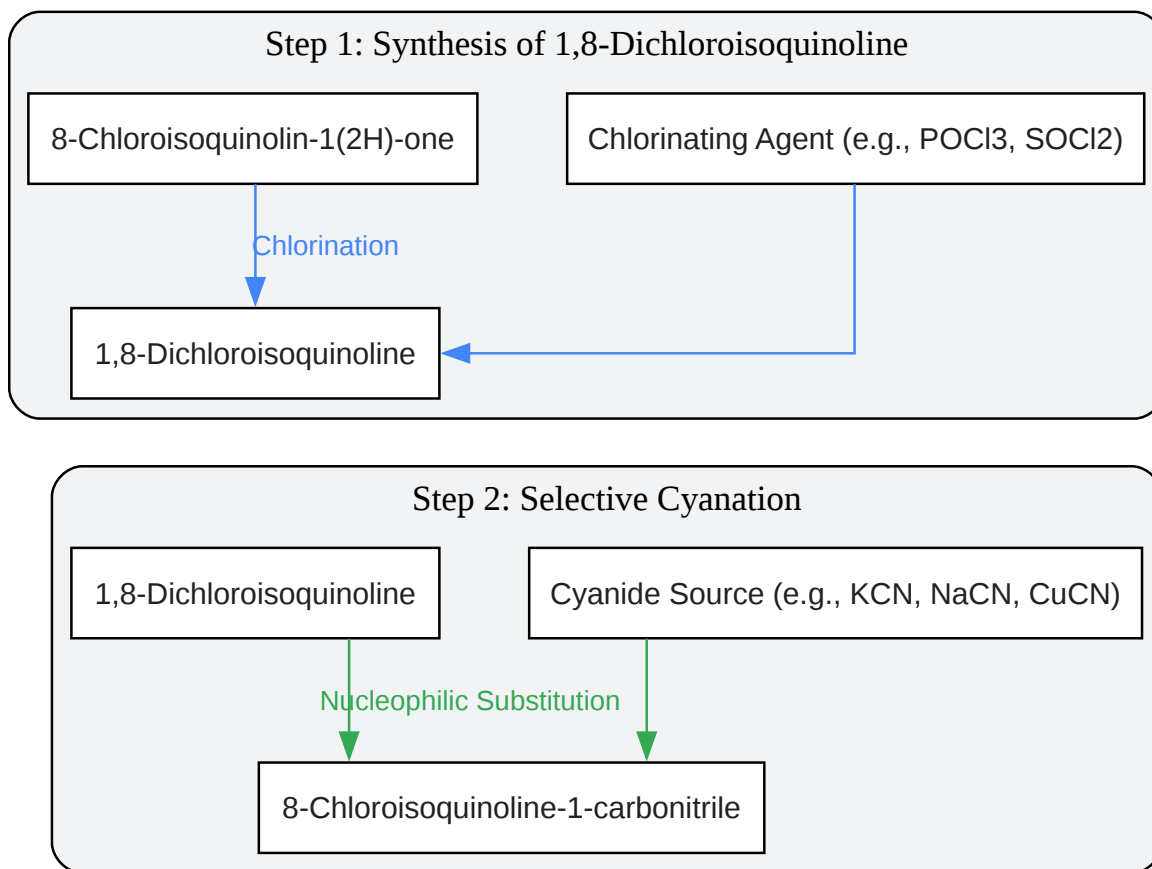 Step 1: Synthesis of 1,8-Dichloroisoquinoline
8-Chloroisoquinolin-1(2H)-one
Chlorinating Agent (e.g., POCl3, SOCl2)
Chlorination
1,8-Dichloroisoquinoline
Step 2: Selective Cyanation
1,8-Dichloroisoquinoline
Cyanide Source (e.g., KCN, NaCN, CuCN)
Nucleophilic Substitution
8-Chloroisoquinoline-1-carbonitrile